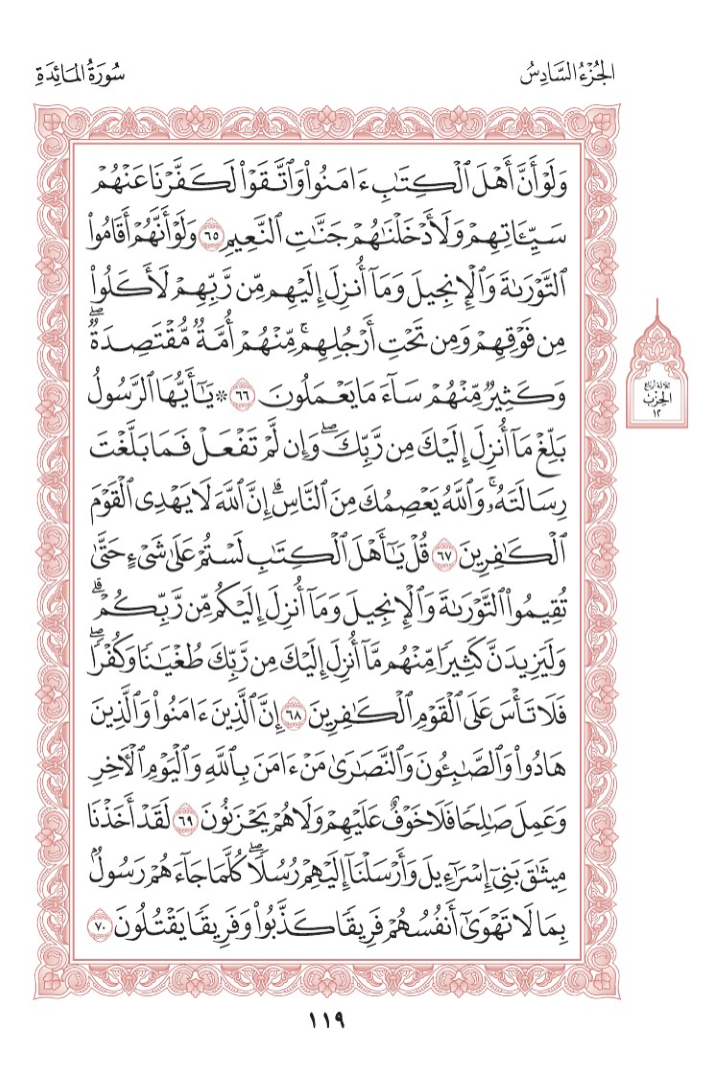 الجُزْءُ السَّادِسُ
سُورَةُ المَائِدَةِ
وَلَوْ أَنَّ أَهْلَ ٱلْكِتَٰبِ ءَامَنُوا۟ وَٱتَّقَوْا۟ لَكَفَّرْنَا عَنْهُمْ
سَيِّـَٔاتِهِمْ وَلَأَدْخَلْنَٰهُمْ جَنَّٰتِ ٱلنَّعِيمِ ٦٥ وَلَوْ أَنَّهُمْ أَقَامُوا۟
ٱلتَّوْرَىٰةَ وَٱلْإِنجِيلَ وَمَآ أُنزِلَ إِلَيْهِم مِّن رَّبِّهِمْ لَأَكَلُوا۟
مِن فَوْقِهِمْ وَمِن تَحْتِ أَرْجُلِهِم ۚ مِّنْهُمْ أُمَّةٌ مُّقْتَصِدَةٌ ۖ
وَكَثِيرٌ مِّنْهُمْ سَآءَ مَا يَعْمَلُونَ ٦٦ ۞ يَٰٓأَيُّهَا ٱلرَّسُولُ
بَلِّغْ مَآ أُنزِلَ إِلَيْكَ مِن رَّبِّكَ ۖ وَإِن لَّمْ تَفْعَلْ فَمَا بَلَّغْتَ
رِسَالَتَهُۥ ۚ وَٱللَّهُ يَعْصِمُكَ مِنَ ٱلنَّاسِ ۗ إِنَّ ٱللَّهَ لَا يَهْدِى ٱلْقَوْمَ
ٱلْكَٰفِرِينَ ٦٧ قُلْ يَٰٓأَهْلَ ٱلْكِتَٰبِ لَسْتُمْ عَلَىٰ شَىْءٍ حَتَّىٰ
تُقِيمُوا۟ ٱلتَّوْرَىٰةَ وَٱلْإِنجِيلَ وَمَآ أُنزِلَ إِلَيْكُم مِّن رَّبِّكُمْ ۗ
وَلَيَزِيدَنَّ كَثِيرًا مِّنْهُم مَّآ أُنزِلَ إِلَيْكَ مِن رَّبِّكَ طُغْيَٰنًا وَكُفْرًا ۖ
فَلَا تَأْسَ عَلَى ٱلْقَوْمِ ٱلْكَٰفِرِينَ ٦٨ إِنَّ ٱلَّذِينَ ءَامَنُوا۟ وَٱلَّذِينَ
هَادُوا۟ وَٱلصَّٰبِـُٔونَ وَٱلنَّصَٰرَىٰ مَنْ ءَامَنَ بِٱللَّهِ وَٱلْيَوْمِ ٱلْءَاخِرِ
وَعَمِلَ صَٰلِحًا فَلَا خَوْفٌ عَلَيْهِمْ وَلَا هُمْ يَحْزَنُونَ ٦٩ لَقَدْ أَخَذْنَا
مِيثَٰقَ بَنِىٓ إِسْرَٰٓءِيلَ وَأَرْسَلْنَآ إِلَيْهِمْ رُسُلًا ۖ كُلَّمَا جَآءَهُمْ رَسُولٌۢ
بِمَا لَا تَهْوَىٰٓ أَنفُسُهُمْ فَرِيقًا كَذَّبُوا۟ وَفَرِيقًا يَقْتُلُونَ ٧٠
ثلاثة أرباع
الحِزْب
١٢
١١٩